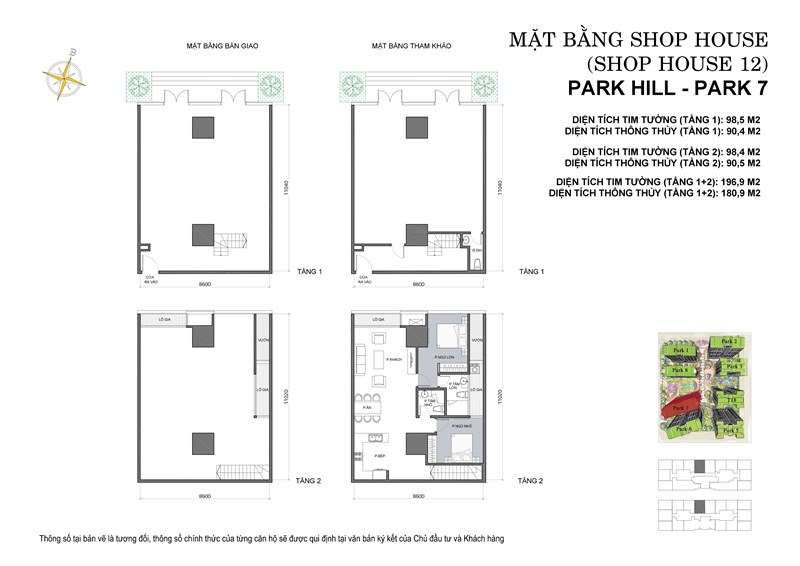 MẶT BẰNG SHOP HOUSE
(SHOP HOUSE 12)
PARK HILL - PARK 7
DIỆN TÍCH TIM TƯỜNG (TẦNG 1): 98,5 M2
DIỆN TÍCH THÔNG THỦY (TẦNG 1): 90,4 M2
DIỆN TÍCH TIM TƯỜNG (TẦNG 2): 98,4 M2
DIỆN TÍCH THÔNG THỦY (TẦNG 2): 90,5 M2
DIỆN TÍCH TIM TƯỜNG (TẦNG 1+2): 196,9 M2
DIỆN TÍCH THÔNG THỦY (TẦNG 1+2): 180,9 M2
MẶT BẰNG BÀN GIAO
MẶT BẰNG THAM KHẢO
11040
11040
CỬA
RA VÀO
8600
TẦNG 1
CỬA
RA VÀO
8600
TẦNG 1
LÔ GIA
VƯỜN
LÔ GIA
11020
8600
TẦNG 2
LÔ GIA
VƯỜN
P.NGỦ LỚN
P.KHÁCH
P.TẮM
LỚN
LÔ GIA
P.TẮM
NHỎ
P.ĂN
P.NGỦ NHỎ
P.BẾP
11020
8600
TẦNG 2
Park 2
Park 1
Park 8
T18
Park 6
Park 5
Thông số tại bản vẽ là tương đối, thông số chính thức của từng căn hộ sẽ được qui định tại văn bản ký kết của Chủ đầu tư và Khách hàng